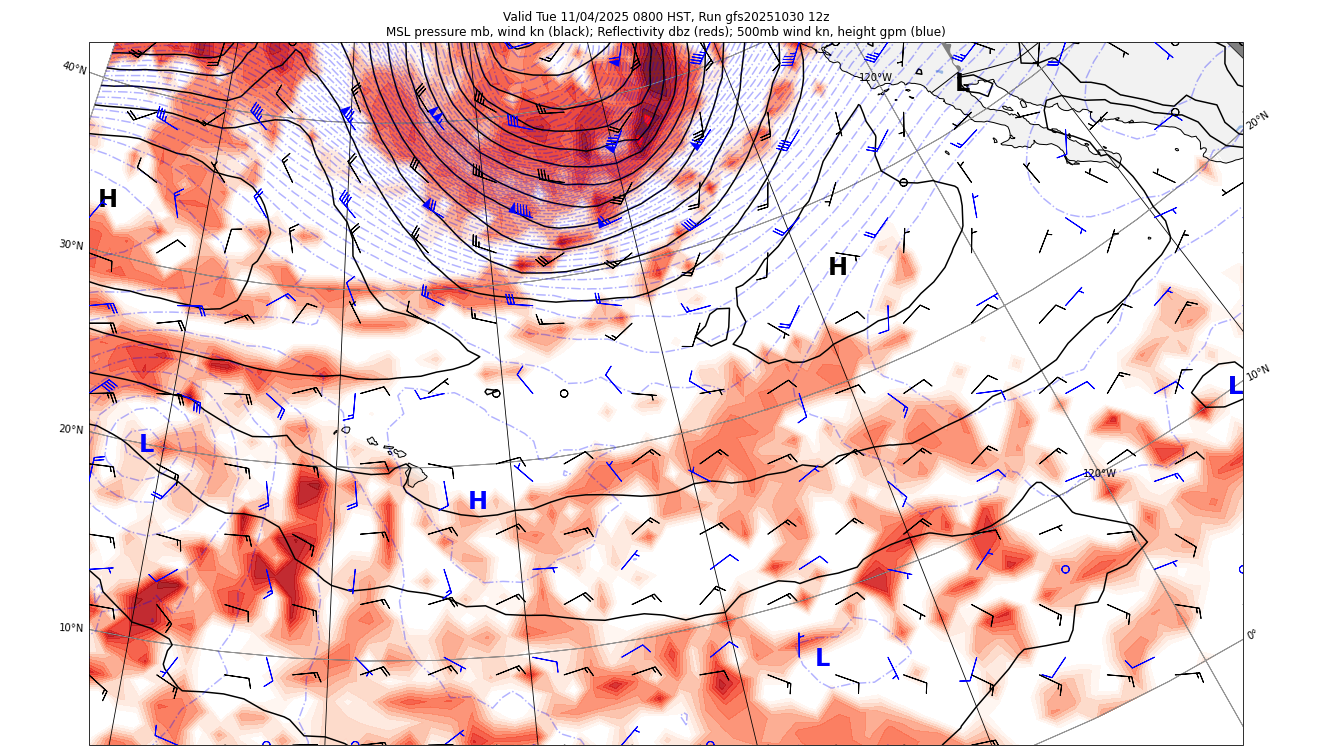 Valid Tue 11/04/2025 0800 HST, Run gfs20251030 12z
MSL pressure mb, wind kn (black); Reflectivity dbz (reds); 500mb wind kn, height gpm (blue)
40°N
120°W
L
20°N
H
30°N
H
10°N
L
20°N
L
120°W
H
10°N
0°
L